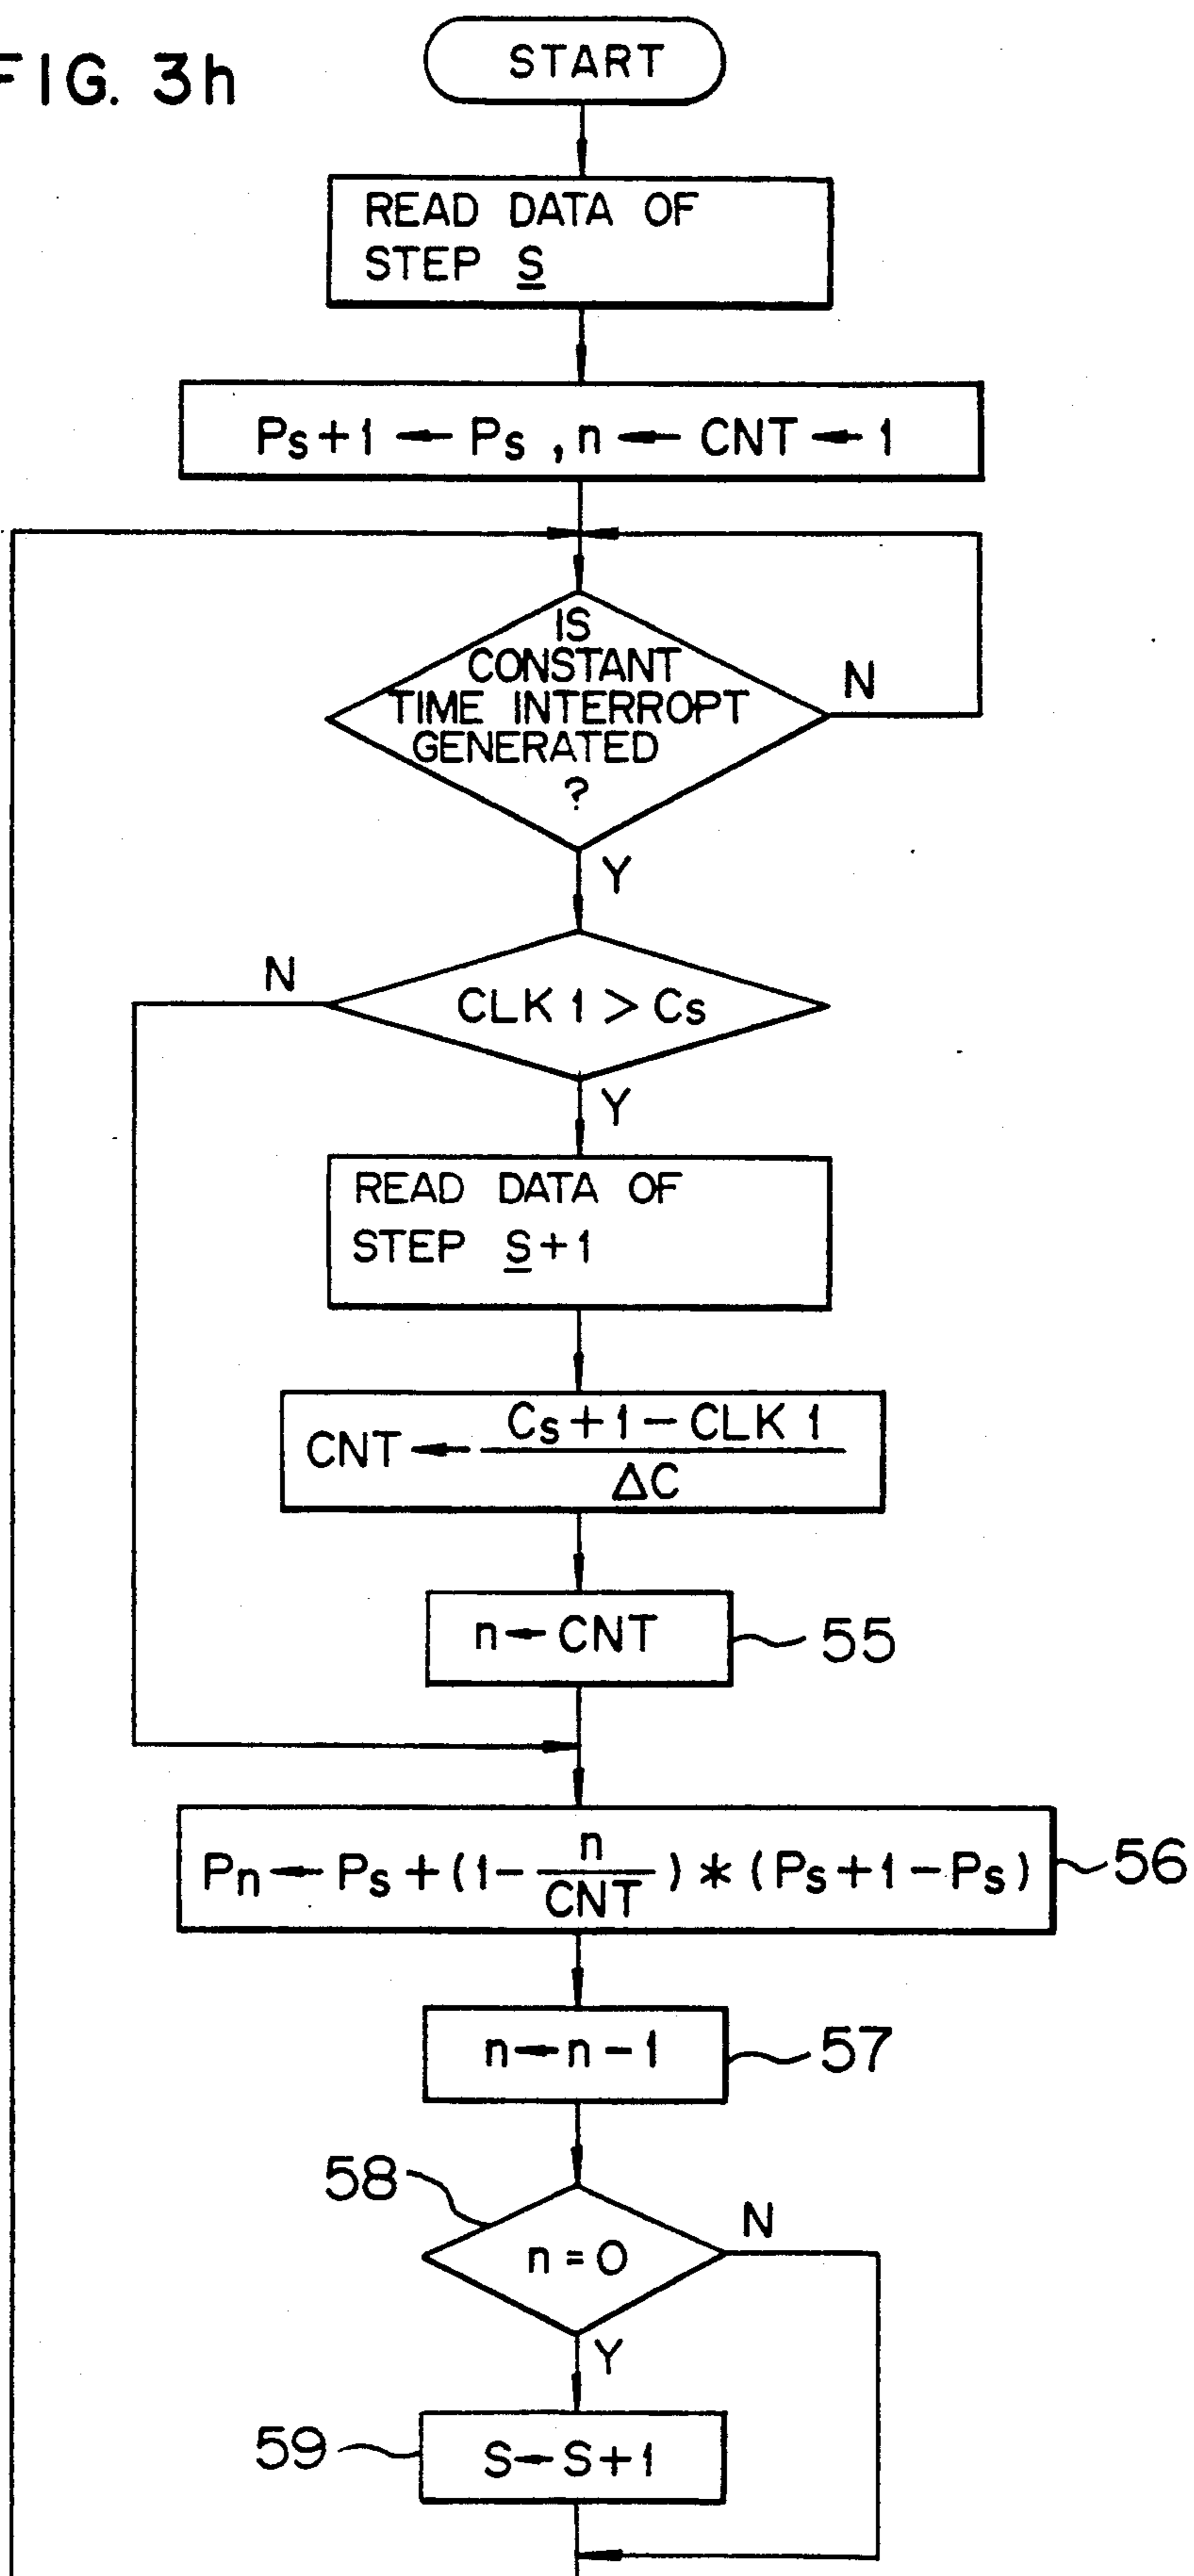 FIG. 3h
START
READ DATA OF
STEP S
Ps+1 ← Ps , n ← CNT ← 1
IS
CONSTANT
TIME INTERROPT
GENERATED
?
N
Y
N
CLK 1 > Cs
Y
READ DATA OF
STEP S+1
CNT ← Cs+1 – CLK 1
ΔC
n ← CNT
55
Pn ← Ps + (1 - n/CNT) * (Ps+1 – Ps)
56
n ← n – 1
57
58
N
n = 0
Y
59
S ← S + 1